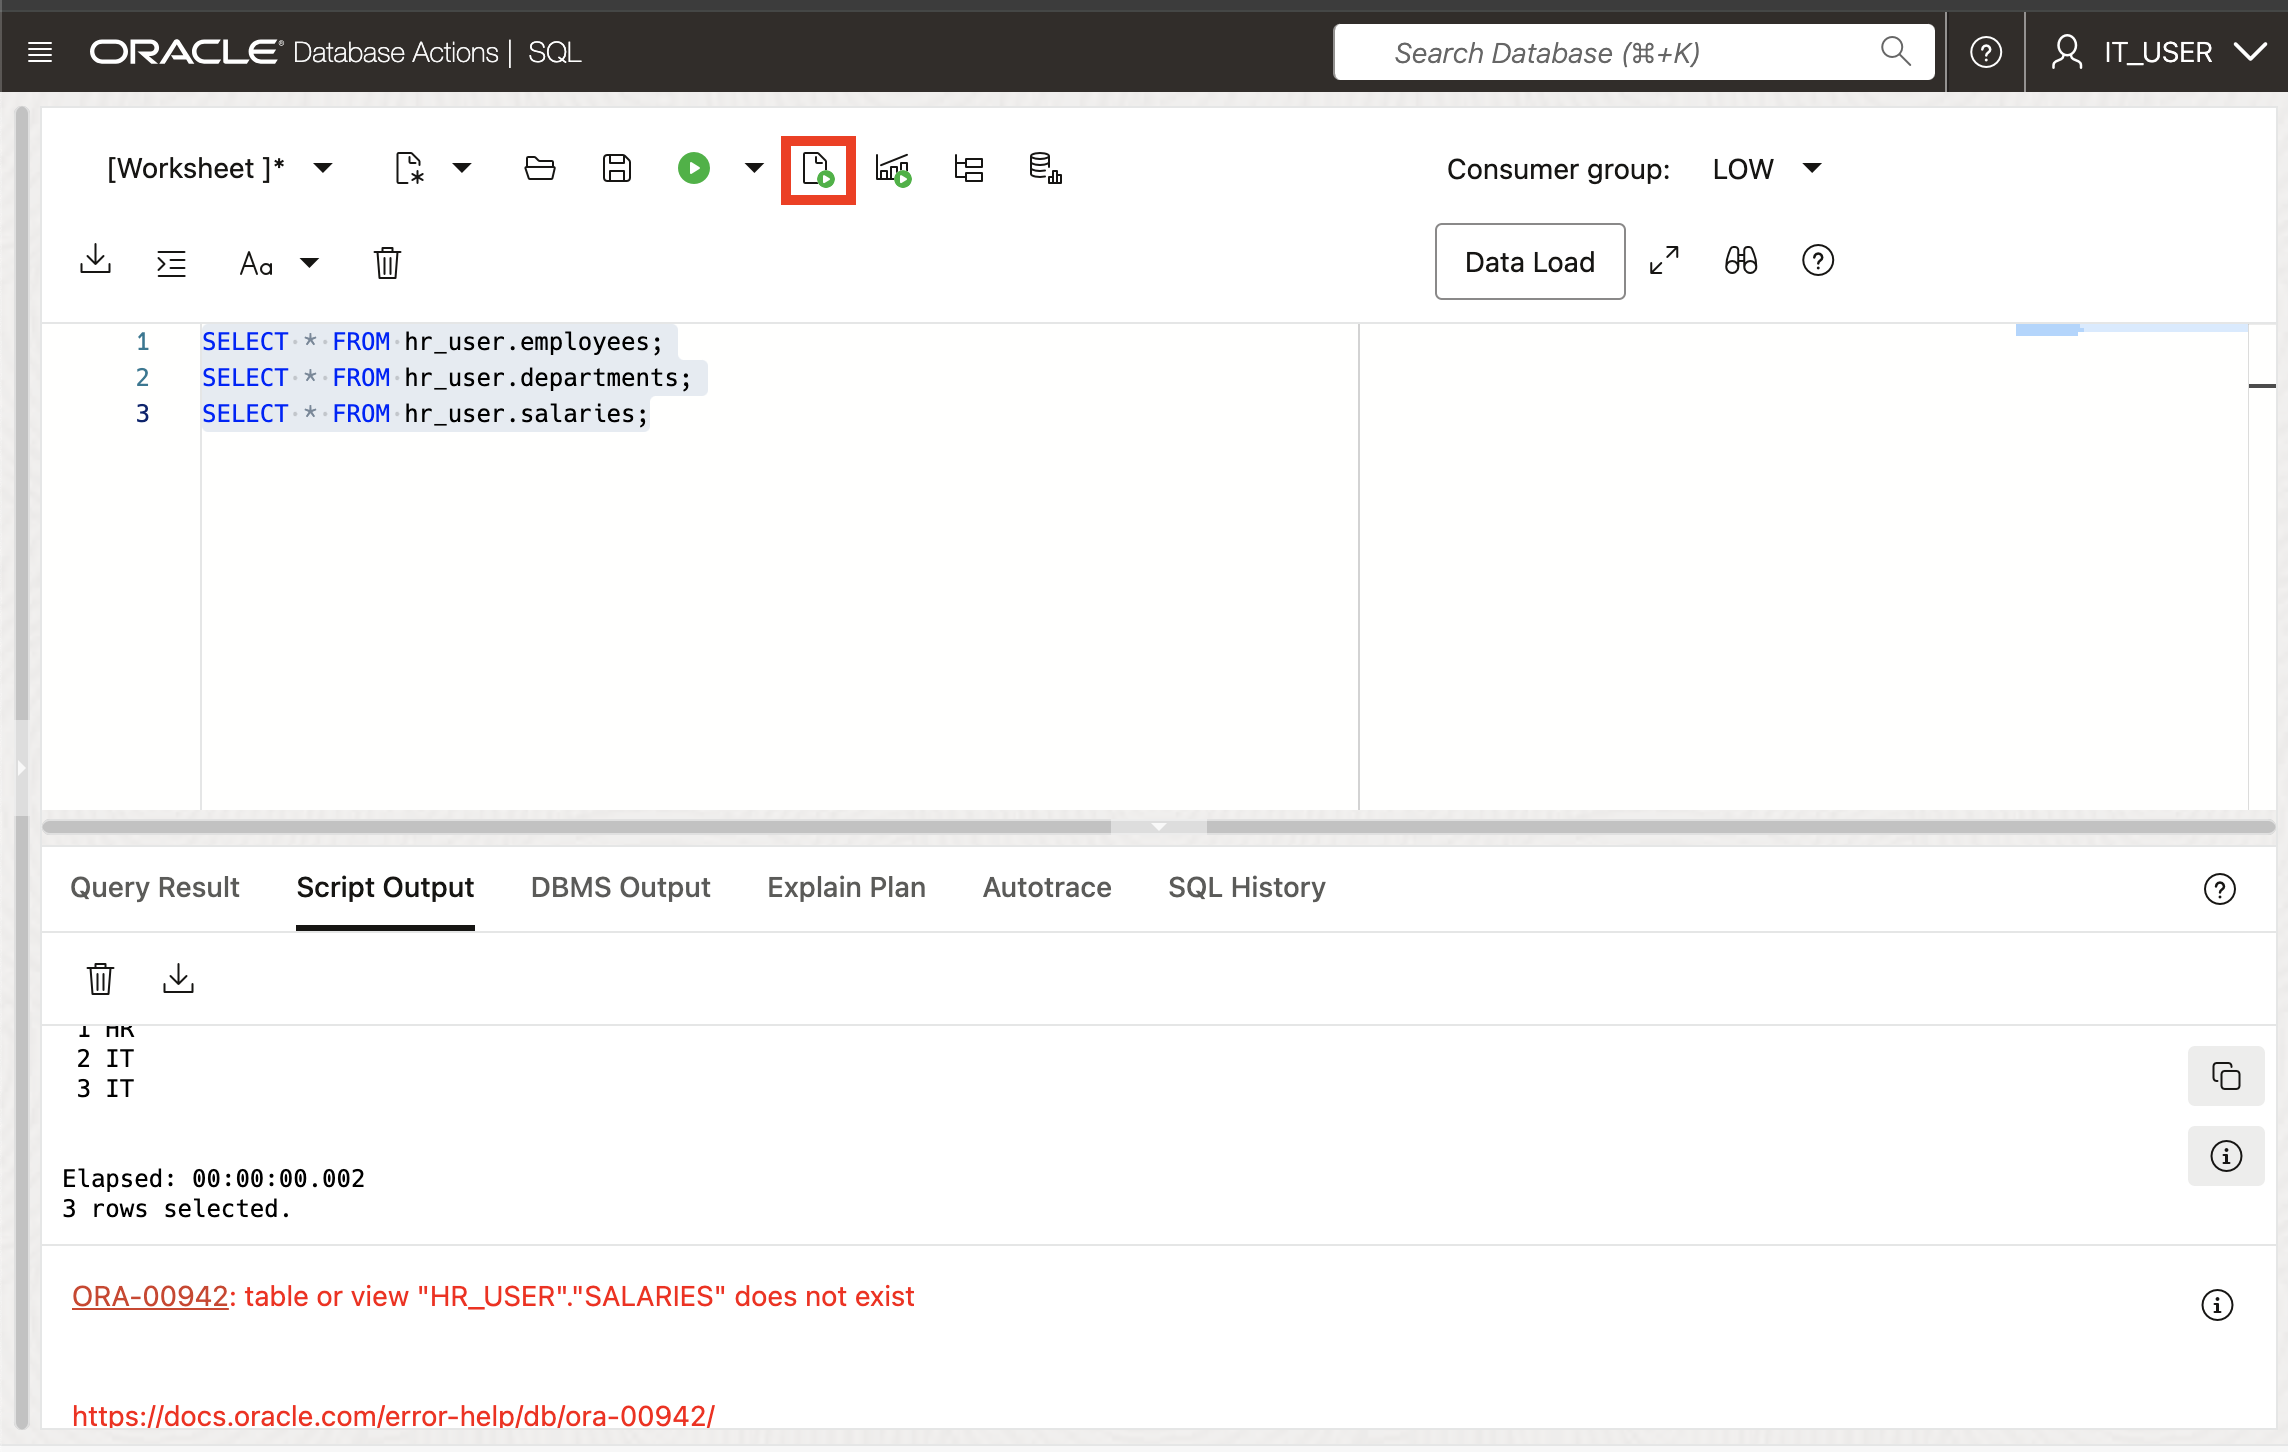 ORACLE Database Actions | SQL
Search Database (⌘+K)
IT_USER
[Worksheet ]*
Consumer group: LOW
Aa
Data Load
1 SELECT * FROM hr_user.employees;
2 SELECT * FROM hr_user.departments;
3 SELECT * FROM hr_user.salaries;
Query Result Script Output DBMS Output Explain Plan Autotrace SQL History
1 HR
2 IT
3 IT
Elapsed: 00:00:00.002
3 rows selected.
ORA-00942: table or view "HR_USER"."SALARIES" does not exist
https://docs.oracle.com/error-help/db/ora-00942/